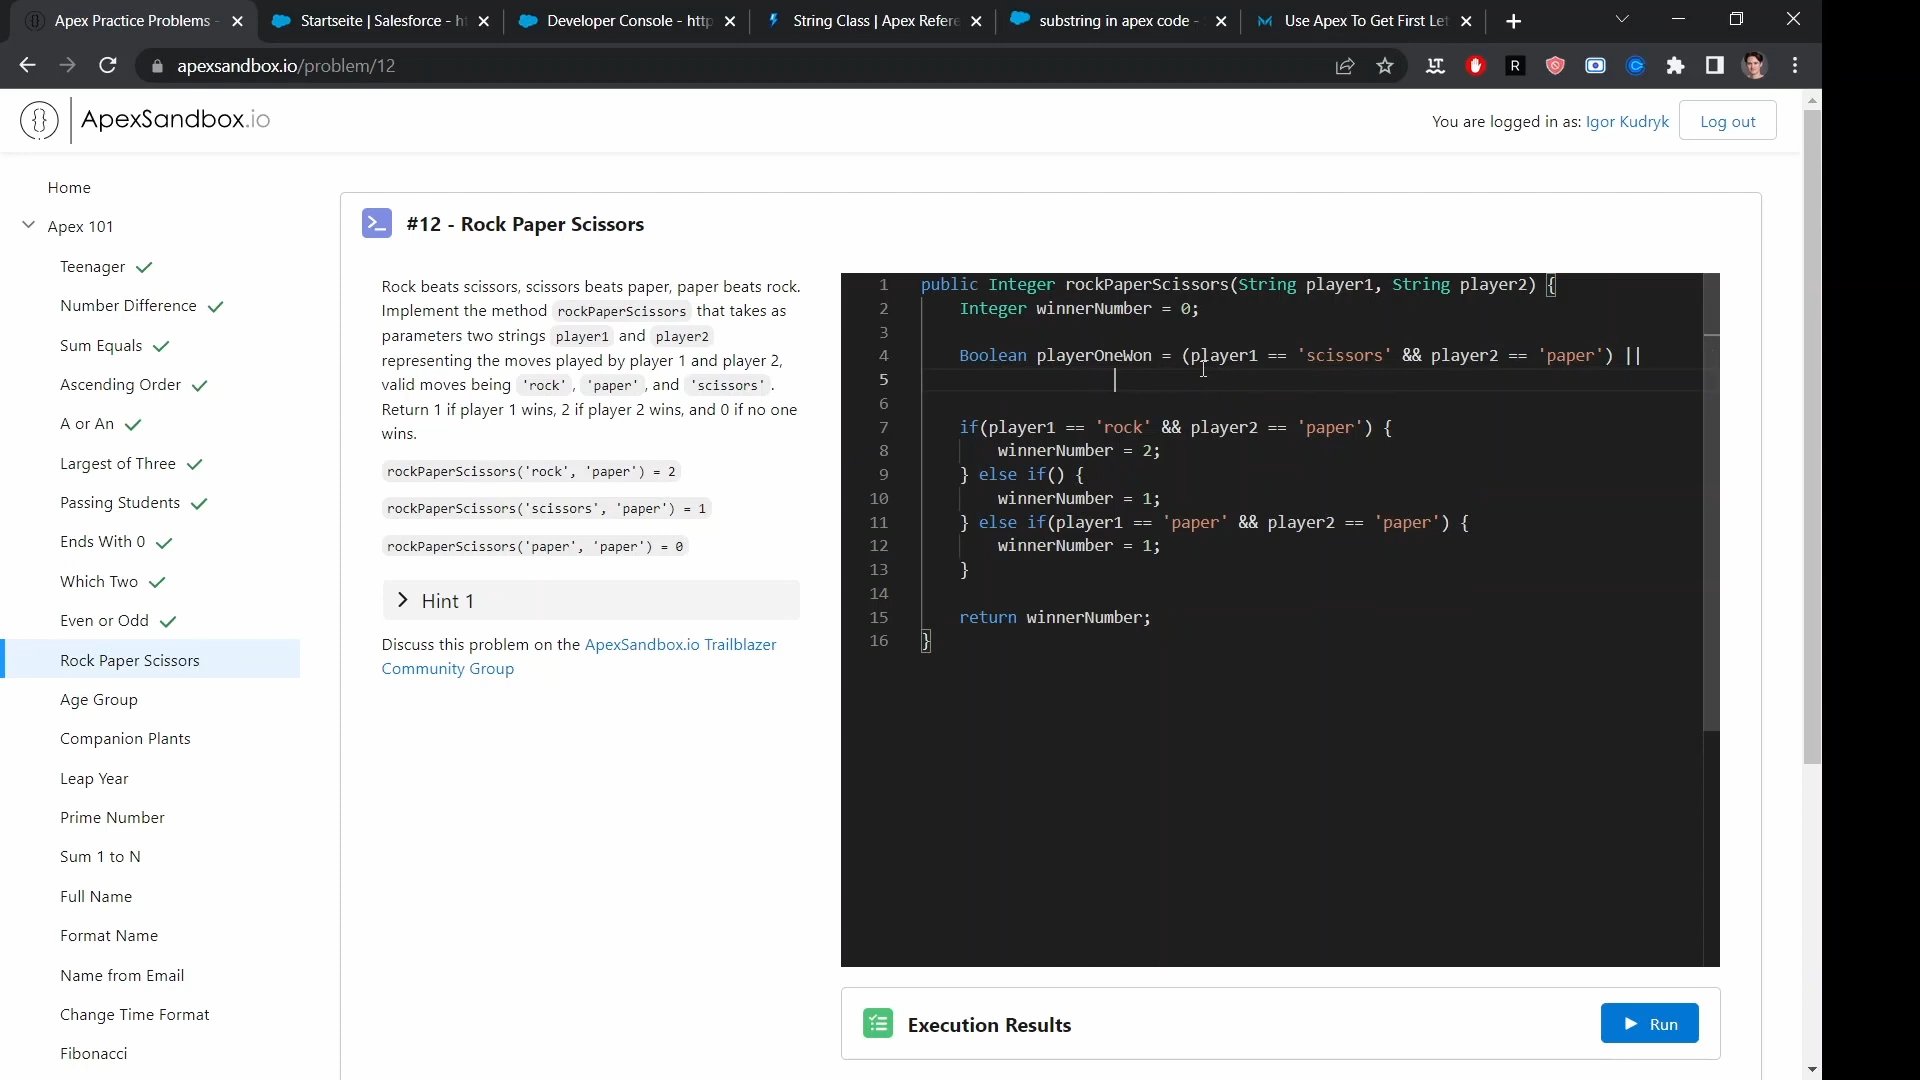 Apex Practice Problems -
Startseite | Salesforce - h
Developer Console - http
String Class | Apex Refere
substring in apex code -
Use Apex To Get First Let
apexsandbox.io/problem/12
R
{} ApexSandbox.io
You are logged in as: Igor Kudryk
Log out
Home
Apex 101
Teenager
Number Difference
Sum Equals
Ascending Order
A or An
Largest of Three
Passing Students
Ends With 0
Which Two
Even or Odd
Rock Paper Scissors
Age Group
Companion Plants
Leap Year
Prime Number
Sum 1 to N
Full Name
Format Name
Name from Email
Change Time Format
Fibonacci
#12 - Rock Paper Scissors
Rock beats scissors, scissors beats paper, paper beats rock.
Implement the method rockPaperScissors that takes as
parameters two strings player1 and player2
representing the moves played by player 1 and player 2,
valid moves being 'rock', 'paper', and 'scissors'.
Return 1 if player 1 wins, 2 if player 2 wins, and 0 if no one
wins.
rockPaperScissors('rock', 'paper') = 2
rockPaperScissors('scissors', 'paper') = 1
rockPaperScissors('paper', 'paper') = 0
Hint 1
Discuss this problem on the ApexSandbox.io Trailblazer
Community Group
1 public Integer rockPaperScissors(String player1, String player2) {
2 Integer winnerNumber = 0;
3
4 Boolean playerOneWon = (player1 == 'scissors' && player2 == 'paper') ||
5
6
7 if(player1 == 'rock' && player2 == 'paper') {
8 winnerNumber = 2;
9 } else if() {
10 winnerNumber = 1;
11 } else if(player1 == 'paper' && player2 == 'paper') {
12 winnerNumber = 1;
13 }
14
15 return winnerNumber;
16 }
Execution Results
Run